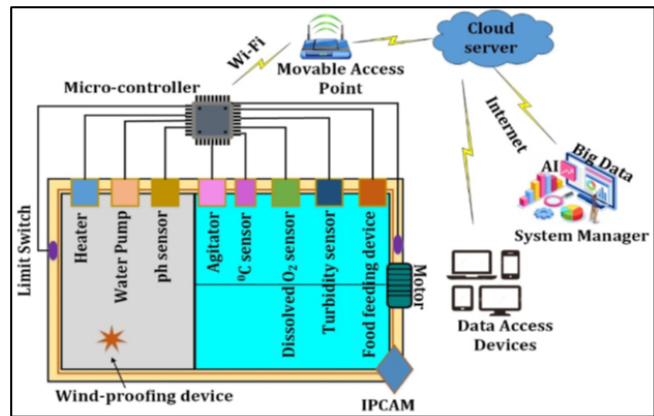 Cloud
server
Wi-Fi
Movable Access
Point
Micro-controller
Internet
AI
Big Data
System Manager
Limit Switch
Heater
Water Pump
ph sensor
Agitator
⁰C sensor
Dissolved O₂ sensor
Turbidity sensor
Food feeding device
Motor
Data Access
Devices
Wind-proofing device
IPCAM